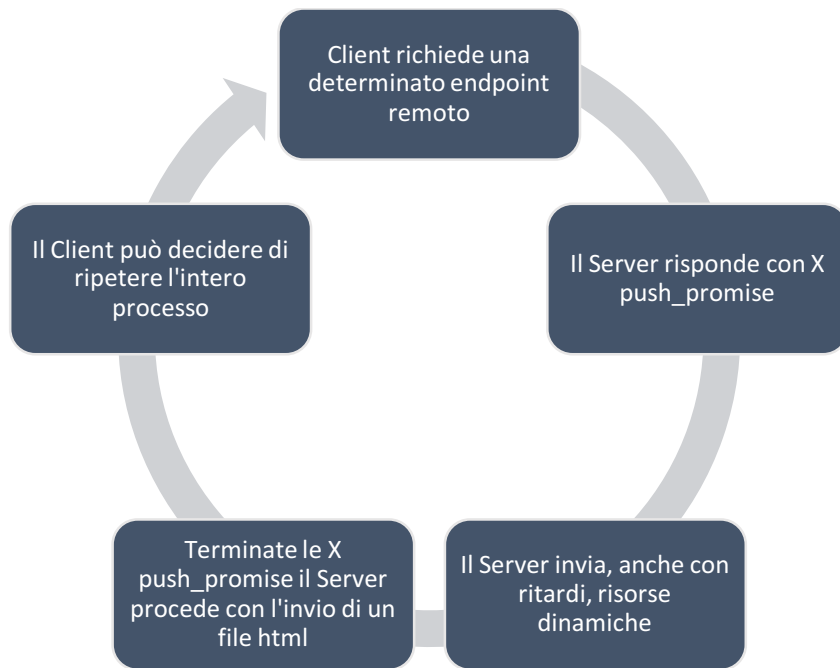 Client richiede una
determinato endpoint
remoto
Il Server risponde con X
push_promise
Il Server invia, anche con
ritardi, risorse
dinamiche
Terminate le X
push_promise il Server
procede con l'invio di un
file html
Il Client può decidere di
ripetere l'intero
processo